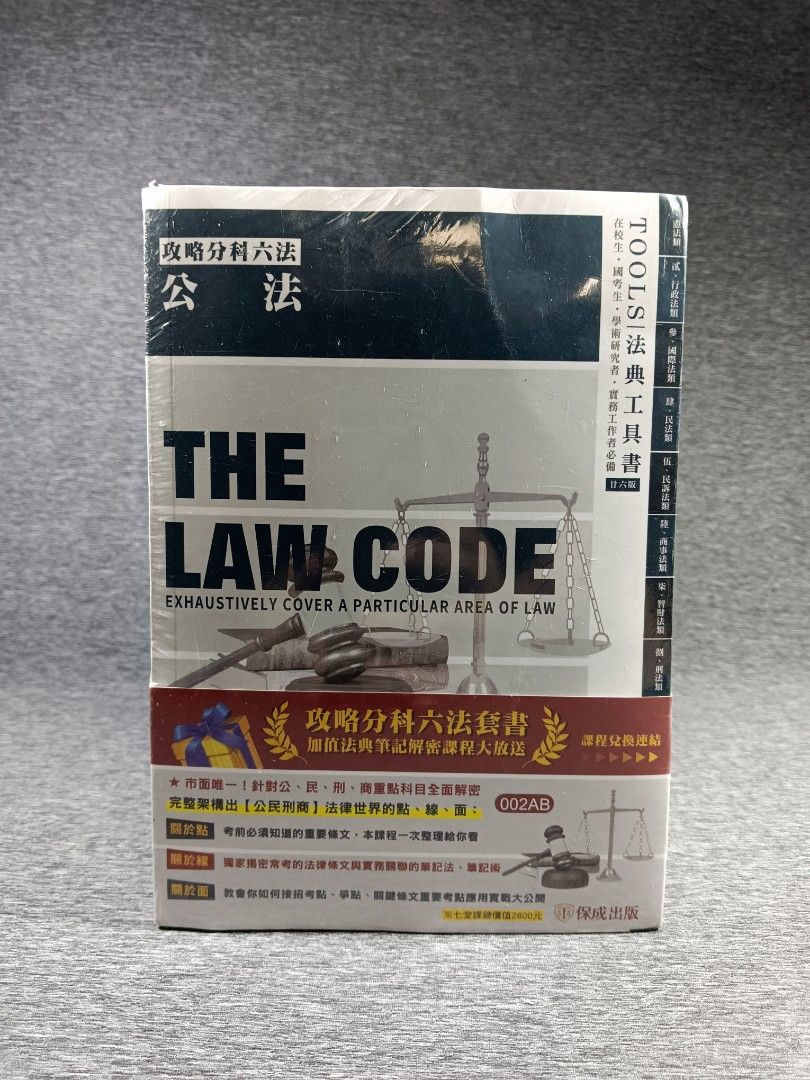 攻略分科六法
公法
THE
LAW CODE
EXHAUSTIVELY COVER A PARTICULAR AREA OF LAW
TOOLS|法典工具書
廿六版
在校生・國考生・學術研究者・實務工作者必備
憲法類
貳、行政法類
參、國際法類
肆、民法類
伍、民訴法類
陸、商事法類
柒、智財法類
捌、刑法類
攻略分科六法套書
加值法典筆記解密課程大放送
課程兌換連結
★ 市面唯一！針對公、民、刑、商重點科目全面解密
完整架構出【公民刑商】法律世界的點、線、面：
002AB
關於點 考前必須知道的重要條文，本課程一次整理給你看
關於線 獨家揭密常考的法律條文與實務關聯的筆記法、筆記術
關於面 教會你如何接招考點、爭點、關鍵條文重要考點應用實戰大公開
※七堂課總價值2800元
保成出版